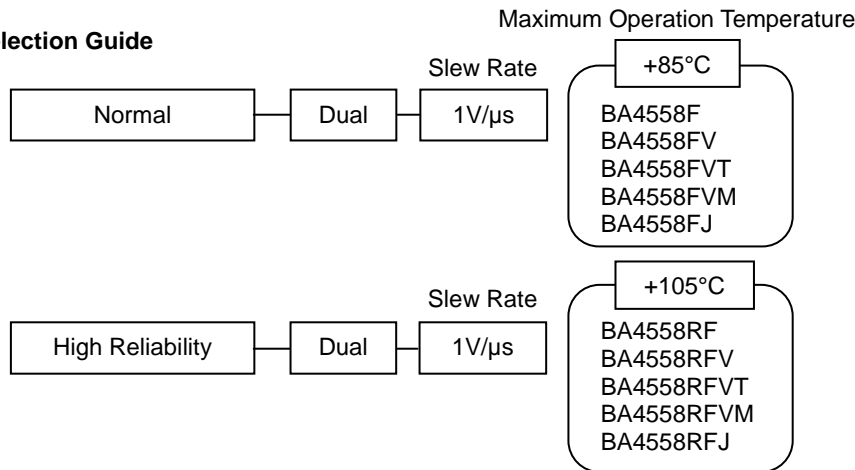 Maximum Operation Temperature
lection Guide
Slew Rate
+85°C
Normal
Dual
1V/µs
BA4558F
BA4558FV
BA4558FVT
BA4558FVM
BA4558FJ
Slew Rate
+105°C
High Reliability
Dual
1V/µs
BA4558RF
BA4558RFV
BA4558RFVT
BA4558RFVM
BA4558RFJ